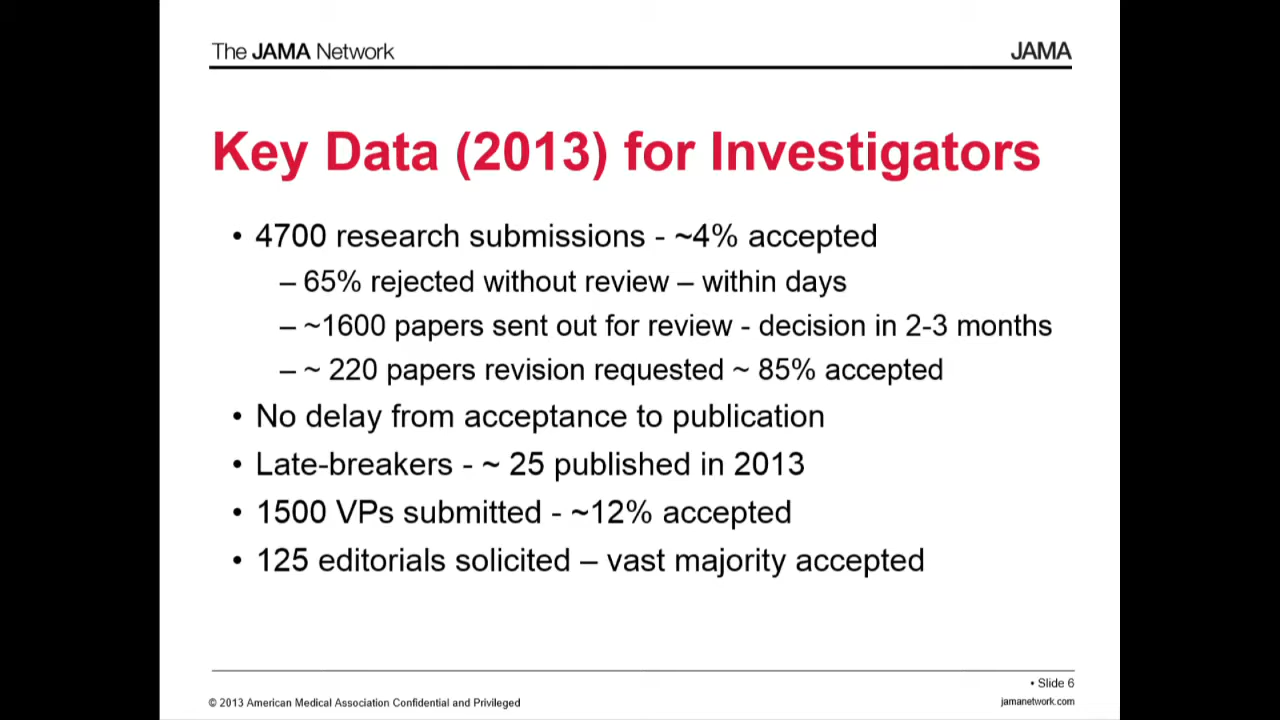 The JAMA Network
JAMA
Key Data (2013) for Investigators
• 4700 research submissions - ~4% accepted
– 65% rejected without review – within days
– ~1600 papers sent out for review - decision in 2-3 months
– ~ 220 papers revision requested ~ 85% accepted
• No delay from acceptance to publication
• Late-breakers - ~ 25 published in 2013
• 1500 VPs submitted - ~12% accepted
• 125 editorials solicited – vast majority accepted
• Slide 6
© 2013 American Medical Association Confidential and Privileged
jamanetwork.com